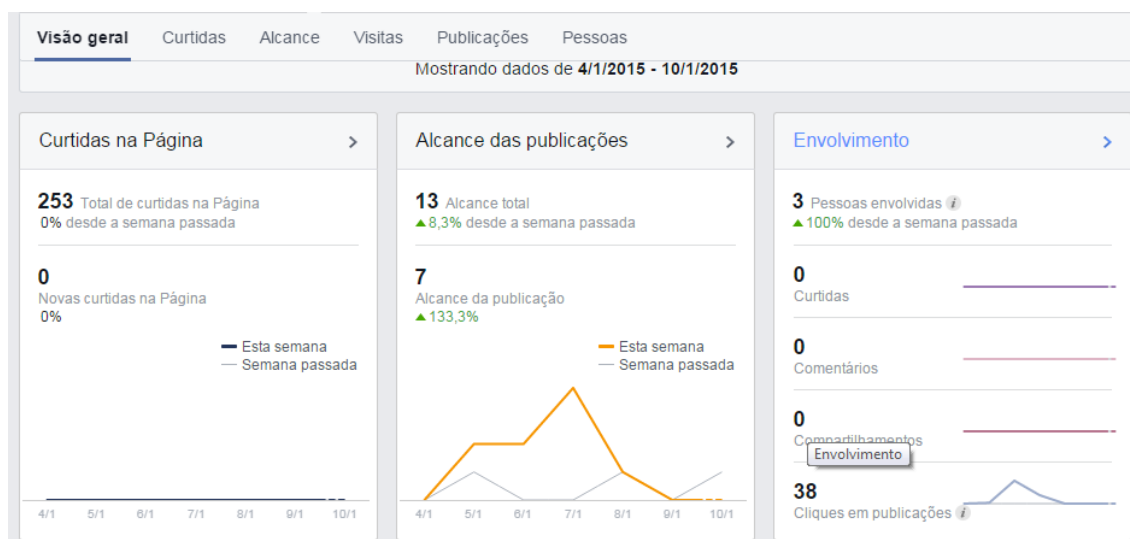 Visão geral Curtidas Alcance Visitas Publicações Pessoas
Mostrando dados de 4/1/2015 - 10/1/2015
Curtidas na Página
253 Total de curtidas na Página
0% desde a semana passada
0
Novas curtidas na Página
0%
Esta semana
Semana passada
4/1 5/1 6/1 7/1 8/1 9/1 10/1
Alcance das publicações
13 Alcance total
8,3% desde a semana passada
7
Alcance da publicação
133,3%
Esta semana
Semana passada
4/1 5/1 6/1 7/1 8/1 9/1 10/1
Envolvimento
3 Pessoas envolvidas i
100% desde a semana passada
0
Curtidas
0
Comentários
0
Compartilhamentos
Envolvimento
38
Cliques em publicações i